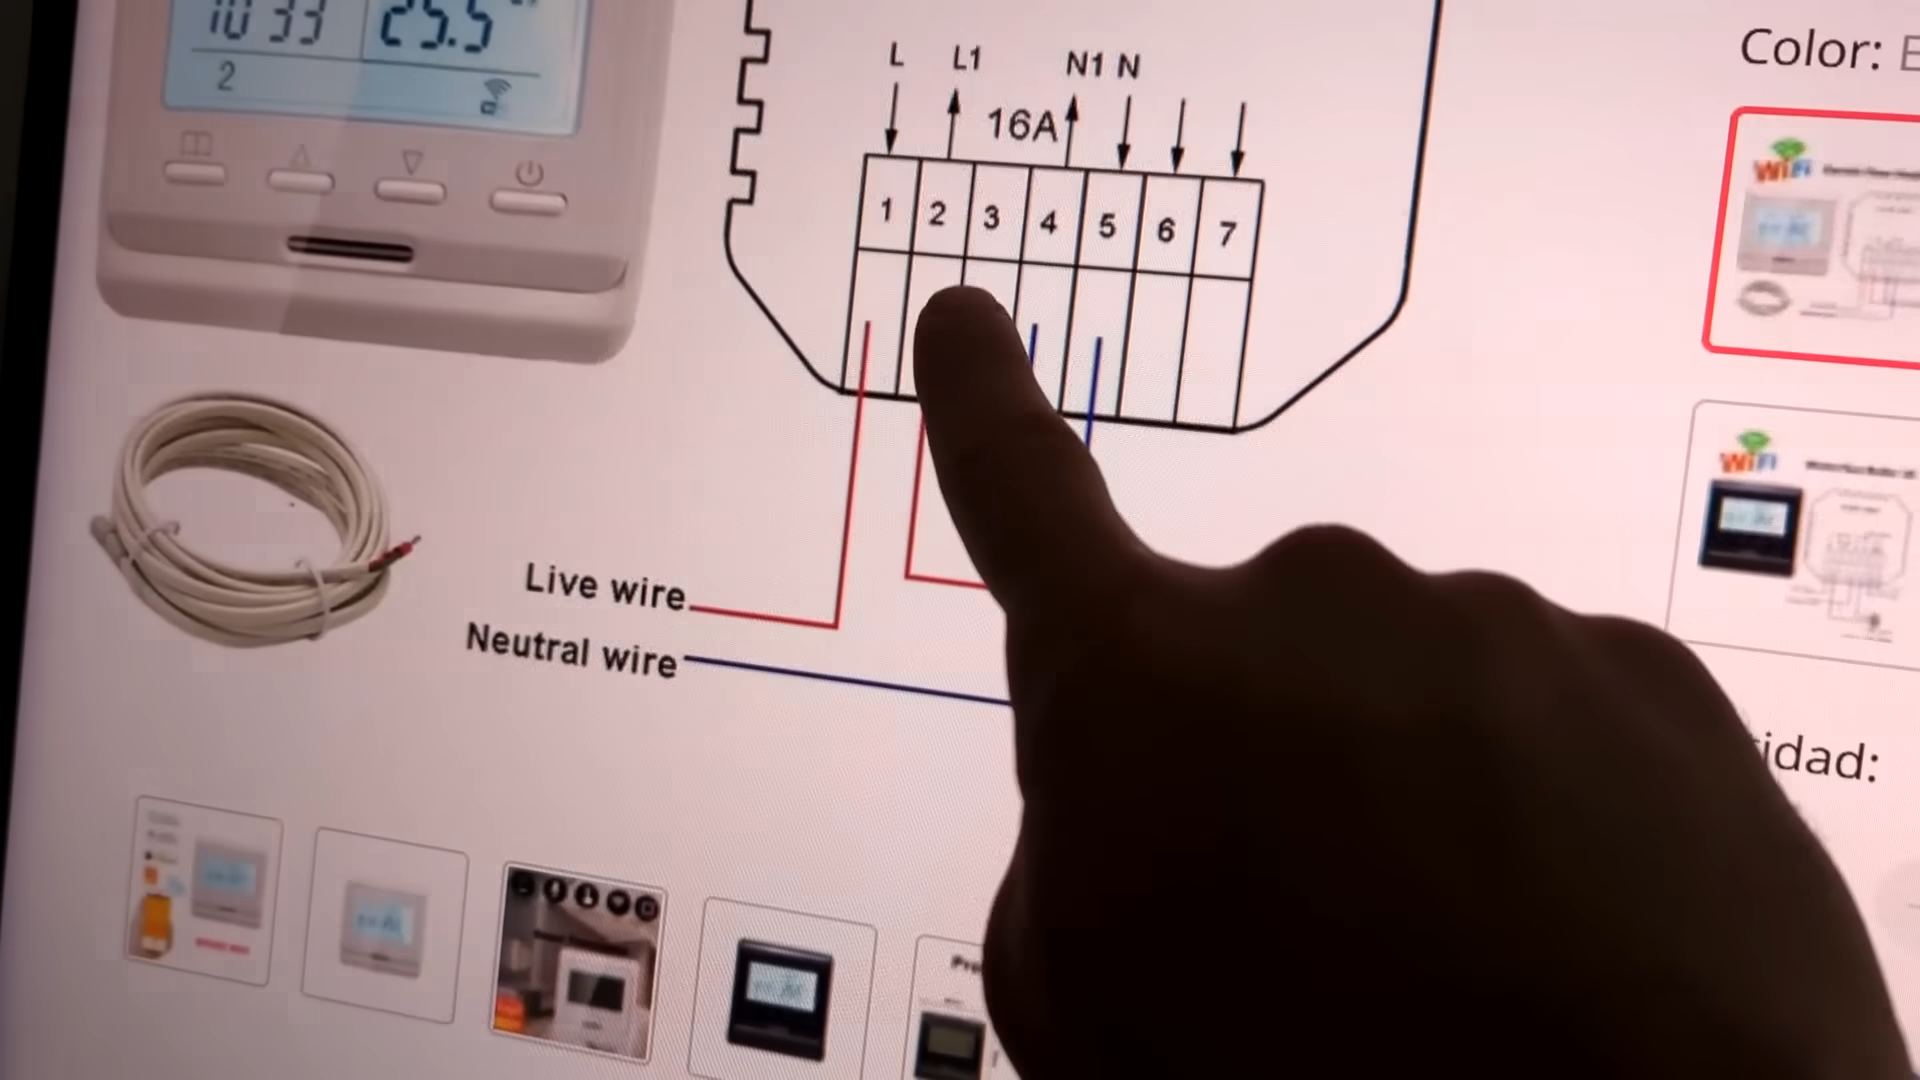 10 33 25.5
2
L L1 N1 N
16A
1 2 3 4 5 6 7
Live wire
Neutral wire
Color:
WiFi
WiFi
idad: